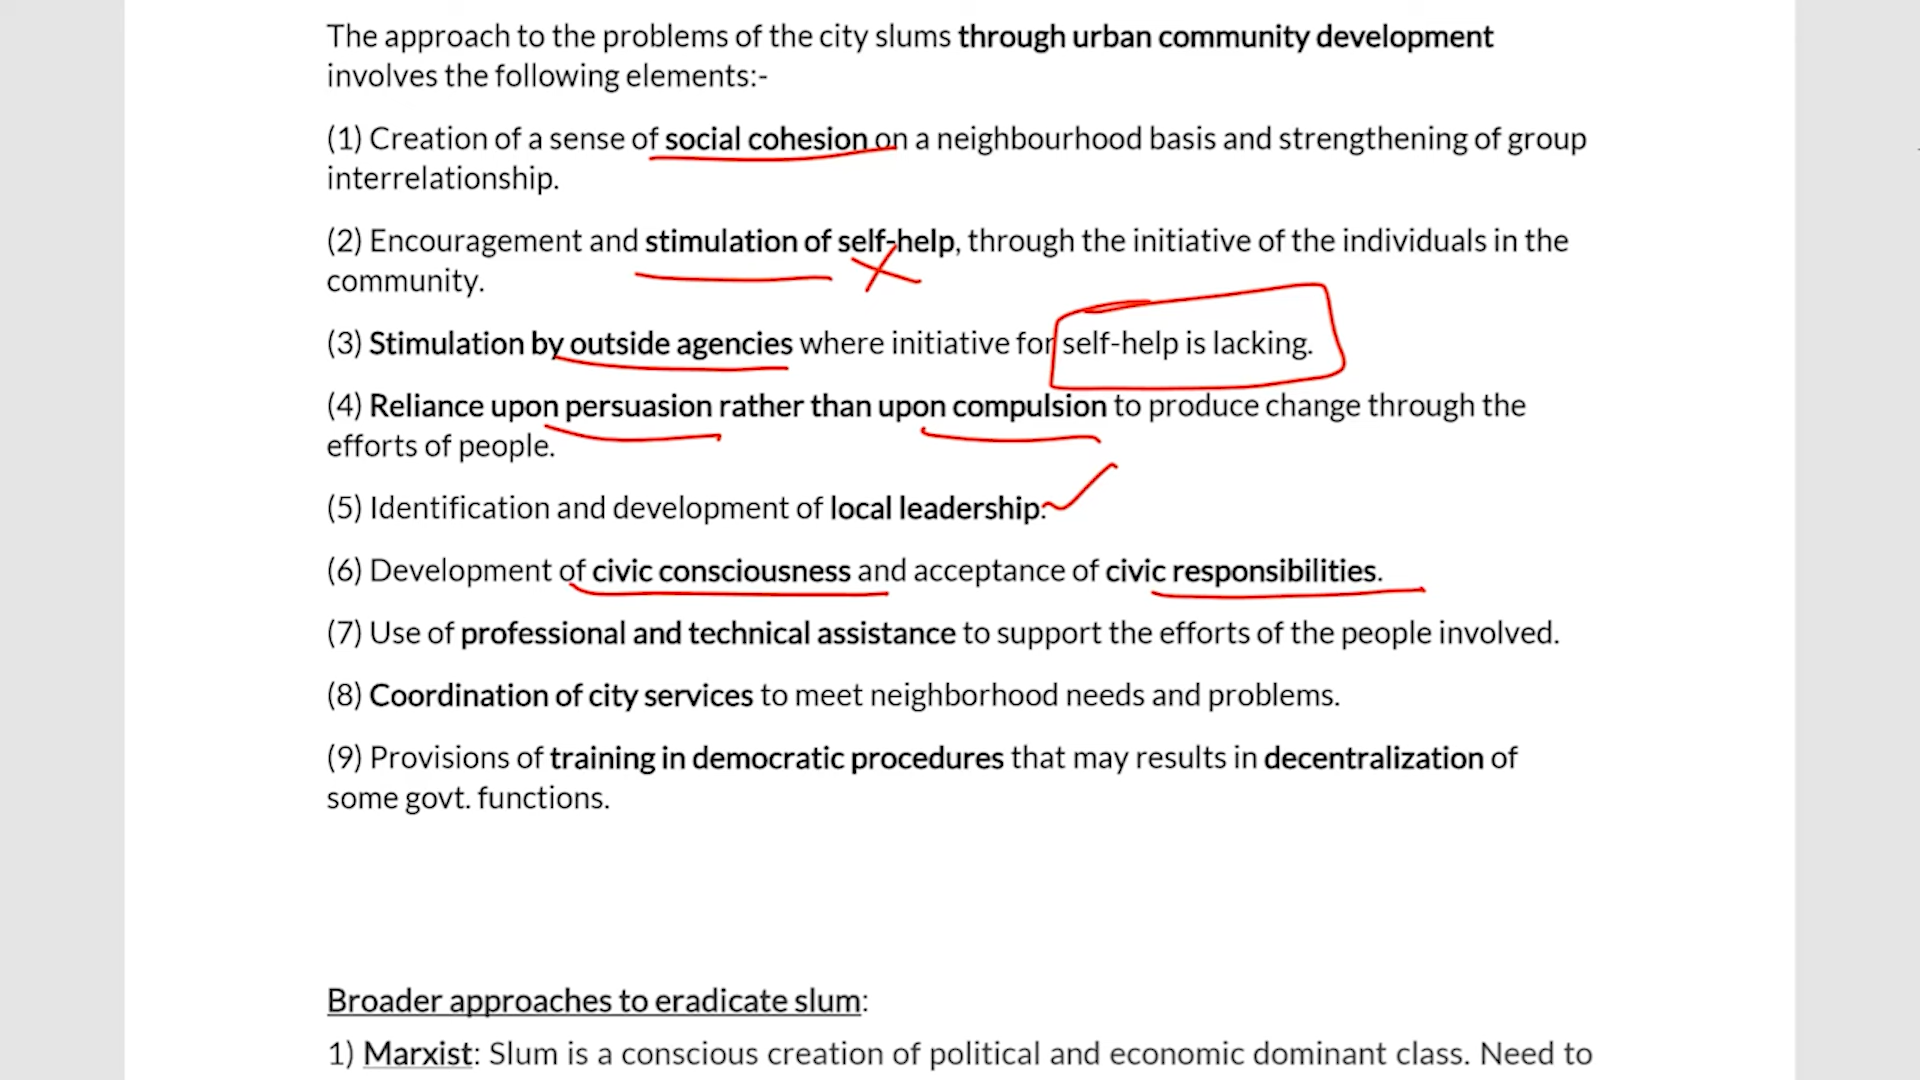 The approach to the problems of the city slums through urban community development
involves the following elements:-
(1) Creation of a sense of social cohesion on a neighbourhood basis and strengthening of group
interrelationship.
(2) Encouragement and stimulation of self-help, through the initiative of the individuals in the
community.
(3) Stimulation by outside agencies where initiative for self-help is lacking.
(4) Reliance upon persuasion rather than upon compulsion to produce change through the
efforts of people.
(5) Identification and development of local leadership.
(6) Development of civic consciousness and acceptance of civic responsibilities.
(7) Use of professional and technical assistance to support the efforts of the people involved.
(8) Coordination of city services to meet neighborhood needs and problems.
(9) Provisions of training in democratic procedures that may results in decentralization of
some govt. functions.
Broader approaches to eradicate slum:
1) Marxist: Slum is a conscious creation of political and economic dominant class. Need to